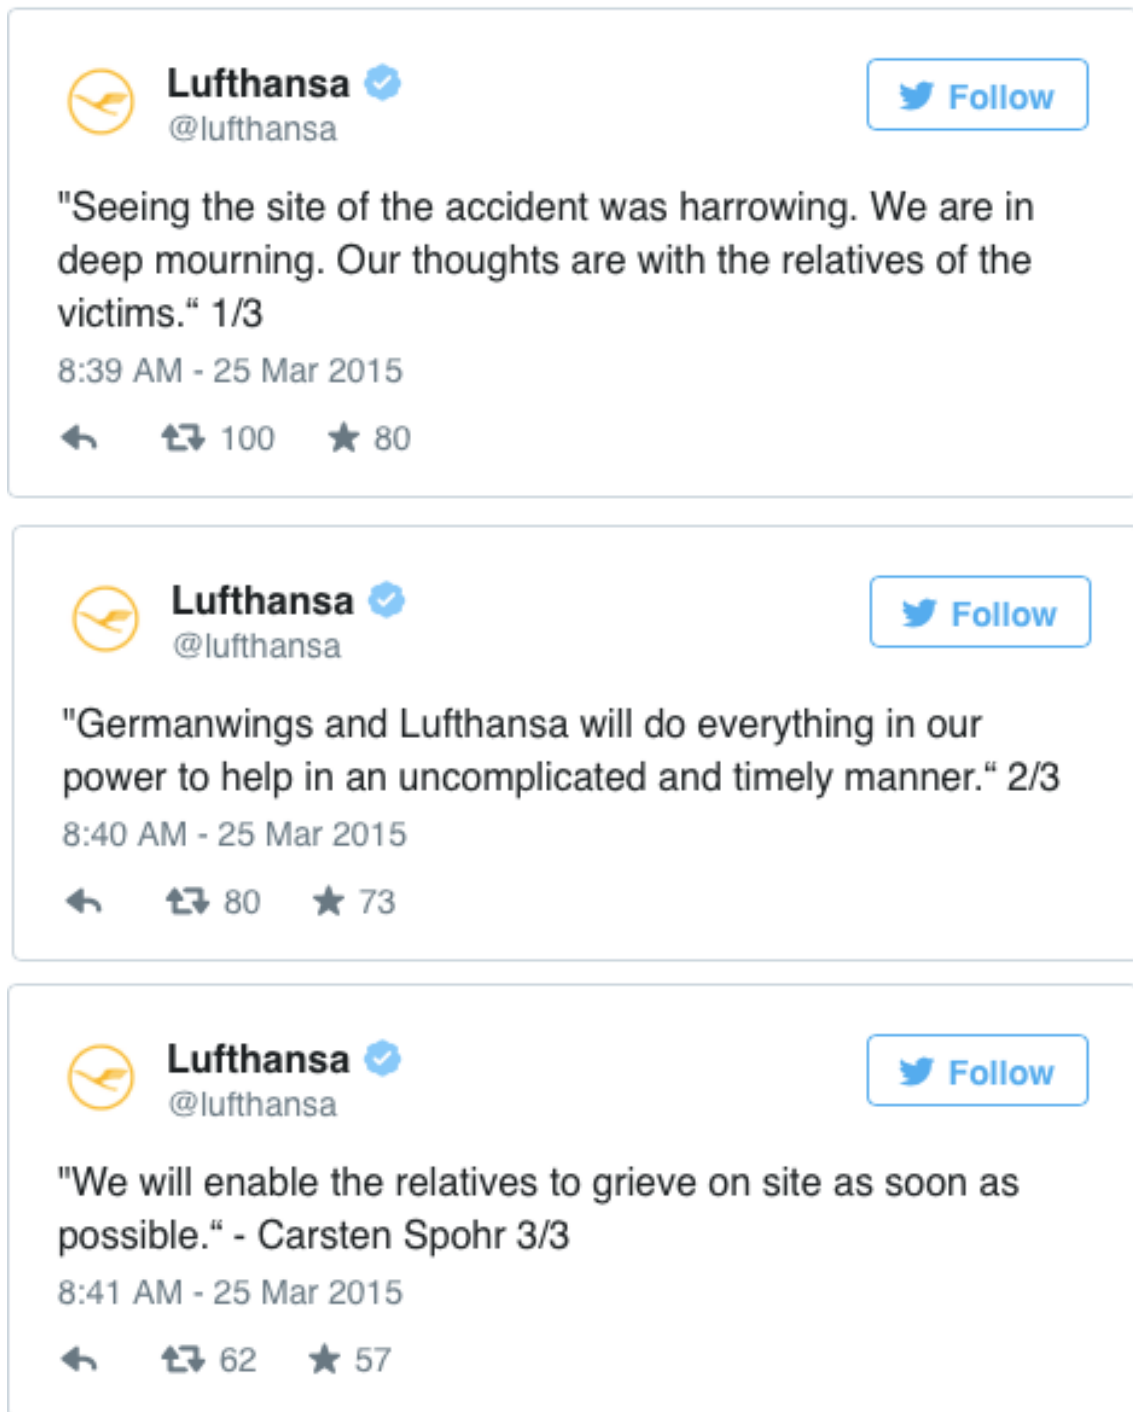 Lufthansa
@lufthansa
Follow
"Seeing the site of the accident was harrowing. We are in
deep mourning. Our thoughts are with the relatives of the
victims.“ 1/3
8:39 AM - 25 Mar 2015
100 80
Lufthansa
@lufthansa
Follow
"Germanwings and Lufthansa will do everything in our
power to help in an uncomplicated and timely manner.“ 2/3
8:40 AM - 25 Mar 2015
80 73
Lufthansa
@lufthansa
Follow
"We will enable the relatives to grieve on site as soon as
possible.“ - Carsten Spohr 3/3
8:41 AM - 25 Mar 2015
62 57